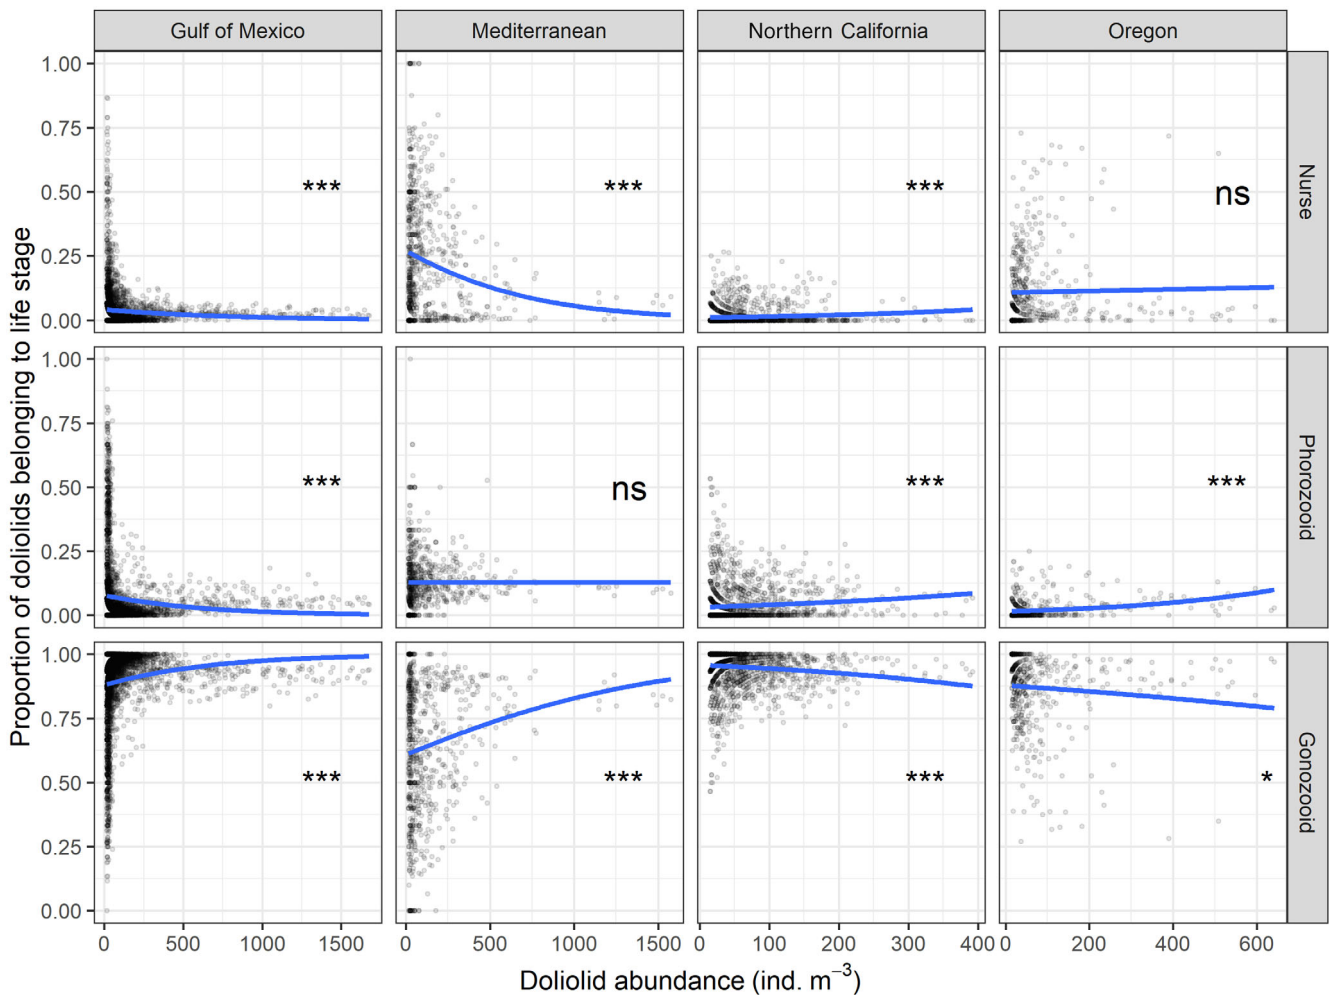 Gulf of Mexico Mediterranean Northern California Oregon
Proportion of doliolids belonging to life stage
1.00
0.75
0.50
0.25
0.00
*** *** *** ns
Nurse
1.00
0.75
0.50
0.25
0.00
*** ns *** ***
Phorozooid
1.00
0.75
0.50
0.25
0.00
*** *** *** *
Gonozooid
0 500 1000 1500 0 500 1000 1500 0 100 200 300 400 0 200 400 600
Doliolid abundance (ind. m⁻³)